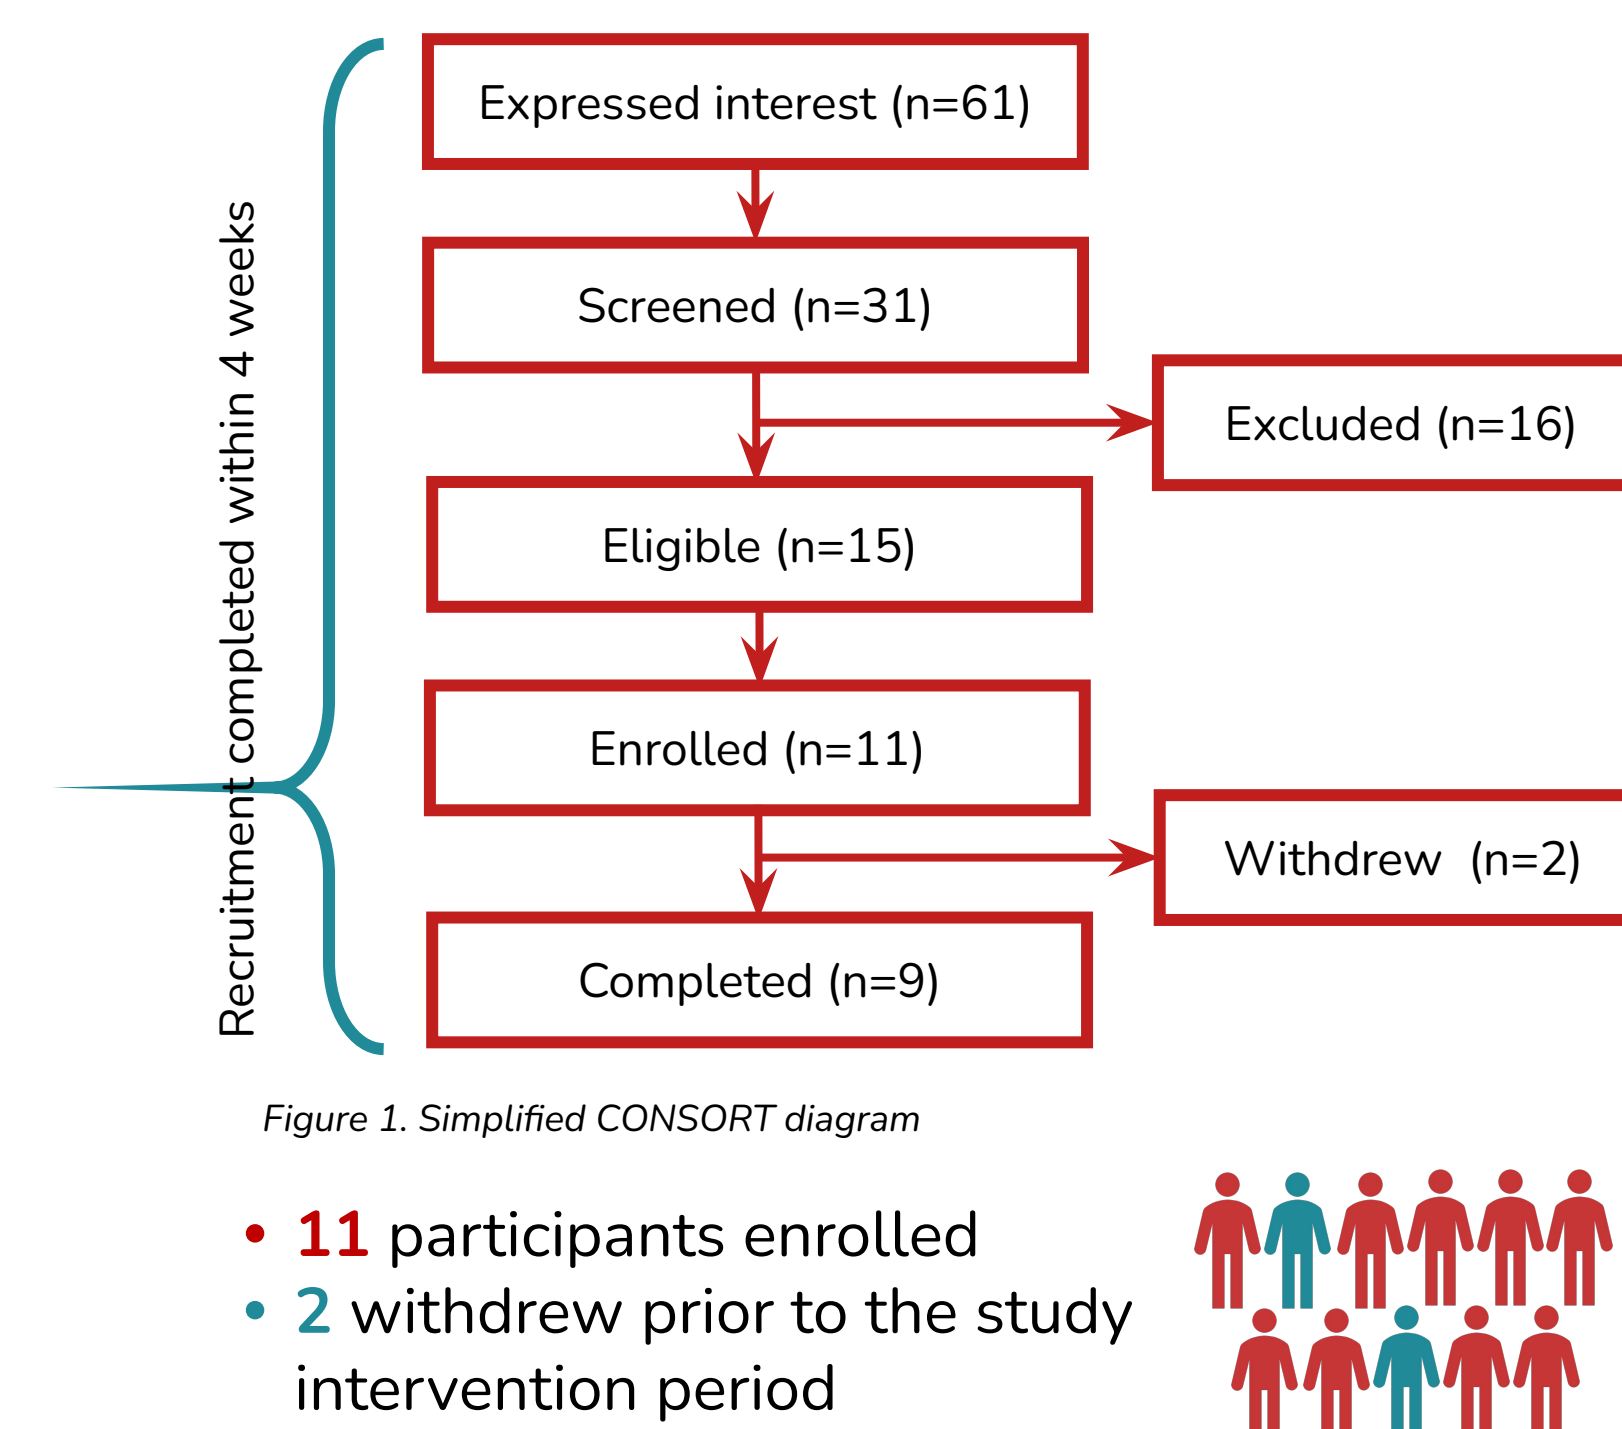 Expressed interest (n=61)
Screened (n=31)
Excluded (n=16)
Eligible (n=15)
Enrolled (n=11)
Withdrew  (n=2)
Completed (n=9)
Recruitment completed within 4 weeks
Figure 1. Simplified CONSORT diagram
• 11 participants enrolled
• 2 withdrew prior to the study
intervention period